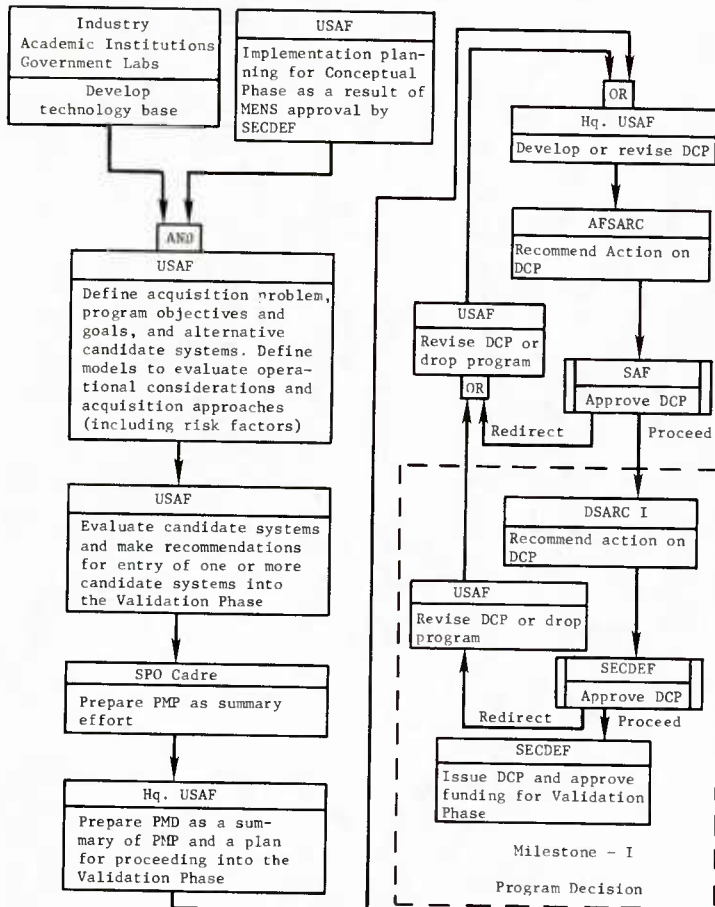 Industry
Academic Institutions
Government Labs
Develop
technology base
USAF
Implementation plan-
ning for Conceptual
Phase as a result of
MENS approval by
SECDEF
AND
USAF
Define acquisition problem,
program objectives and
goals, and alternative
candidate systems. Define
models to evaluate opera-
tional considerations and
acquisition approaches
(including risk factors)
USAF
Evaluate candidate systems
and make recommendations
for entry of one or more
candidate systems into
the Validation Phase
SPO Cadre
Prepare PMP as summary
effort
Hq. USAF
Prepare PMD as a sum-
mary of PMP and a plan
for proceeding into the
Validation Phase
OR
Hq. USAF
Develop or revise DCP
AFSARC
Recommend Action on
DCP
USAF
Revise DCP or
drop program
OR
SAF
Approve DCP
Redirect
Proceed
DSARC I
Recommend action on
DCP
USAF
Revise DCP or drop
program
SECDEF
Approve DCP
Redirect
Proceed
SECDEF
Issue DCP and approve
funding for Validation
Phase
Milestone - I
Program Decision